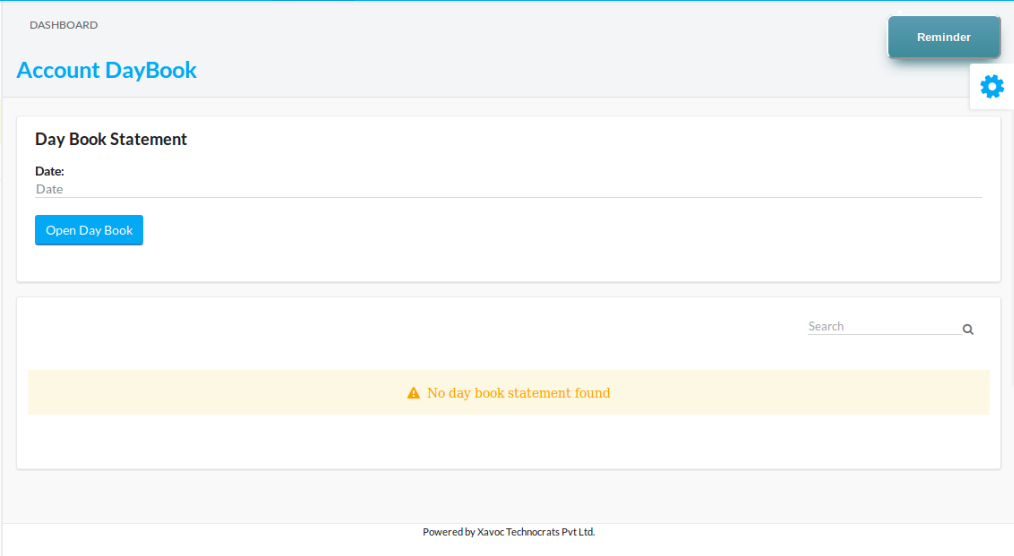 DASHBOARD
Reminder
Account DayBook
Day Book Statement
Date:
Date
Open Day Book
Search
No day book statement found
Powered by Xavoc Technocrats Pvt Ltd.